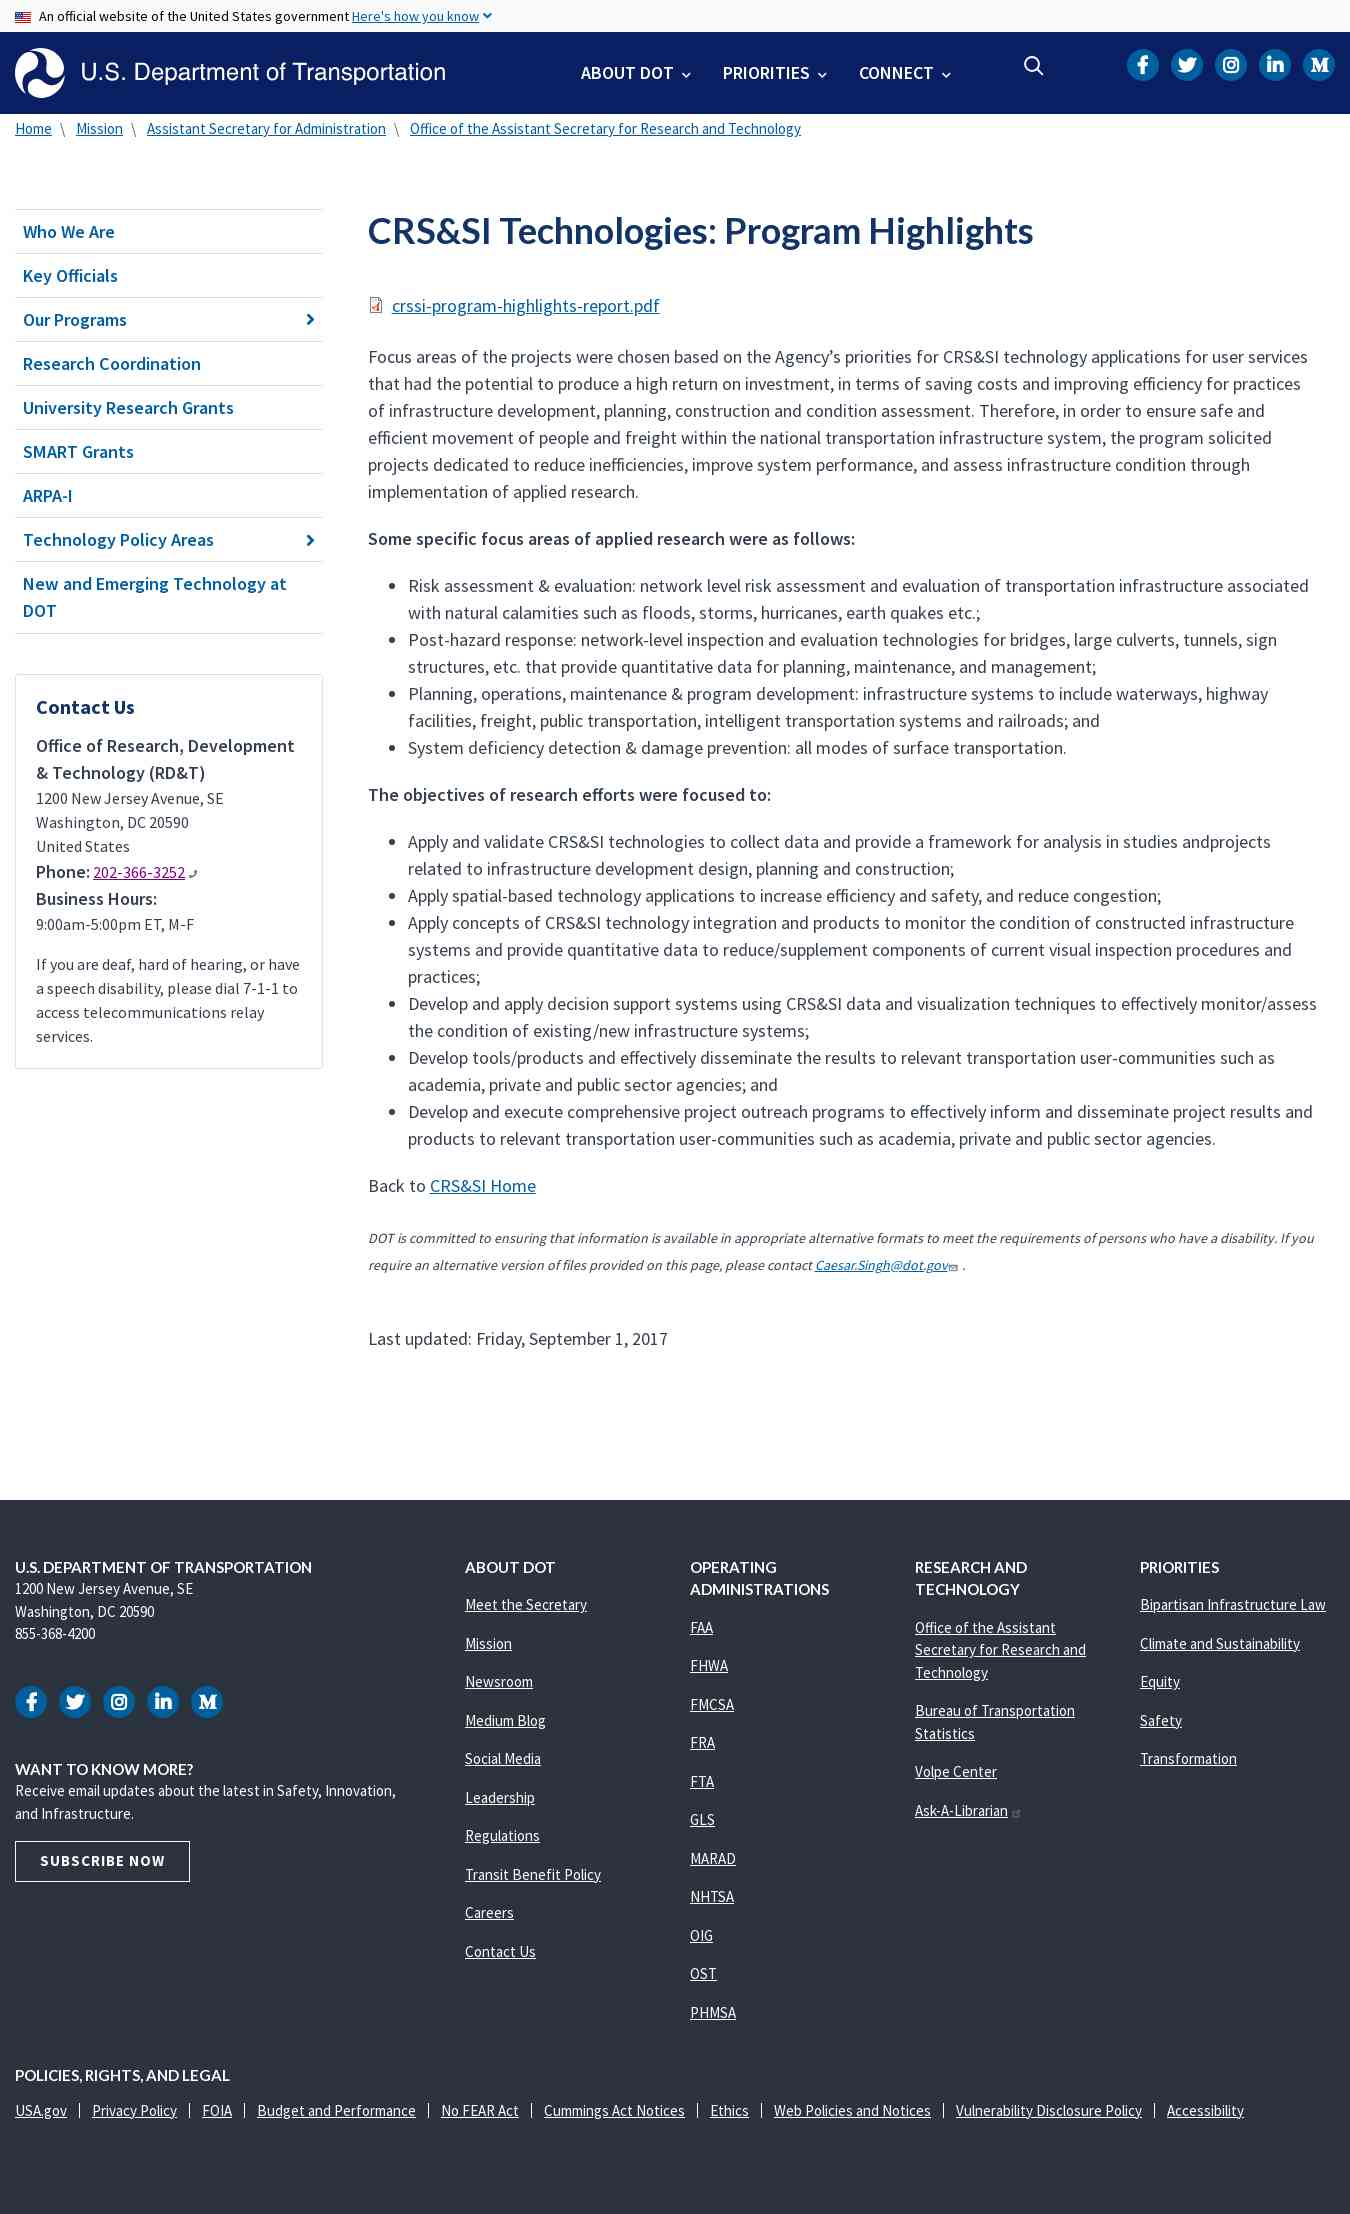 An official website of the United States government Here's how you know
U.S. Department of Transportation
ABOUT DOT PRIORITIES CONNECT
Home \ Mission \ Assistant Secretary for Administration \ Office of the Assistant Secretary for Research and Technology
Who We Are
Key Officials
Our Programs
Research Coordination
University Research Grants
SMART Grants
ARPA-I
Technology Policy Areas
New and Emerging Technology at
DOT
Contact Us
Office of Research, Development
& Technology (RD&T)
1200 New Jersey Avenue, SE
Washington, DC 20590
United States
Phone: 202-366-3252
Business Hours:
9:00am-5:00pm ET, M-F
If you are deaf, hard of hearing, or have
a speech disability, please dial 7-1-1 to
access telecommunications relay
services.
CRS&SI Technologies: Program Highlights
crssi-program-highlights-report.pdf
Focus areas of the projects were chosen based on the Agency’s priorities for CRS&SI technology applications for user services
that had the potential to produce a high return on investment, in terms of saving costs and improving efficiency for practices
of infrastructure development, planning, construction and condition assessment. Therefore, in order to ensure safe and
efficient movement of people and freight within the national transportation infrastructure system, the program solicited
projects dedicated to reduce inefficiencies, improve system performance, and assess infrastructure condition through
implementation of applied research.
Some specific focus areas of applied research were as follows:
• Risk assessment & evaluation: network level risk assessment and evaluation of transportation infrastructure associated
with natural calamities such as floods, storms, hurricanes, earth quakes etc.;
• Post-hazard response: network-level inspection and evaluation technologies for bridges, large culverts, tunnels, sign
structures, etc. that provide quantitative data for planning, maintenance, and management;
• Planning, operations, maintenance & program development: infrastructure systems to include waterways, highway
facilities, freight, public transportation, intelligent transportation systems and railroads; and
• System deficiency detection & damage prevention: all modes of surface transportation.
The objectives of research efforts were focused to:
• Apply and validate CRS&SI technologies to collect data and provide a framework for analysis in studies andprojects
related to infrastructure development design, planning and construction;
• Apply spatial-based technology applications to increase efficiency and safety, and reduce congestion;
• Apply concepts of CRS&SI technology integration and products to monitor the condition of constructed infrastructure
systems and provide quantitative data to reduce/supplement components of current visual inspection procedures and
practices;
• Develop and apply decision support systems using CRS&SI data and visualization techniques to effectively monitor/assess
the condition of existing/new infrastructure systems;
• Develop tools/products and effectively disseminate the results to relevant transportation user-communities such as
academia, private and public sector agencies; and
• Develop and execute comprehensive project outreach programs to effectively inform and disseminate project results and
products to relevant transportation user-communities such as academia, private and public sector agencies.
Back to CRS&SI Home
DOT is committed to ensuring that information is available in appropriate alternative formats to meet the requirements of persons who have a disability. If you
require an alternative version of files provided on this page, please contact Caesar.Singh@dot.gov .
Last updated: Friday, September 1, 2017
U.S. DEPARTMENT OF TRANSPORTATION
1200 New Jersey Avenue, SE
Washington, DC 20590
855-368-4200
WANT TO KNOW MORE?
Receive email updates about the latest in Safety, Innovation,
and Infrastructure.
SUBSCRIBE NOW
ABOUT DOT
Meet the Secretary
Mission
Newsroom
Medium Blog
Social Media
Leadership
Regulations
Transit Benefit Policy
Careers
Contact Us
OPERATING
ADMINISTRATIONS
FAA
FHWA
FMCSA
FRA
FTA
GLS
MARAD
NHTSA
OIG
OST
PHMSA
RESEARCH AND
TECHNOLOGY
Office of the Assistant
Secretary for Research and
Technology
Bureau of Transportation
Statistics
Volpe Center
Ask-A-Librarian
PRIORITIES
Bipartisan Infrastructure Law
Climate and Sustainability
Equity
Safety
Transformation
POLICIES, RIGHTS, AND LEGAL
USA.gov | Privacy Policy | FOIA | Budget and Performance | No FEAR Act | Cummings Act Notices | Ethics | Web Policies and Notices | Vulnerability Disclosure Policy | Accessibility